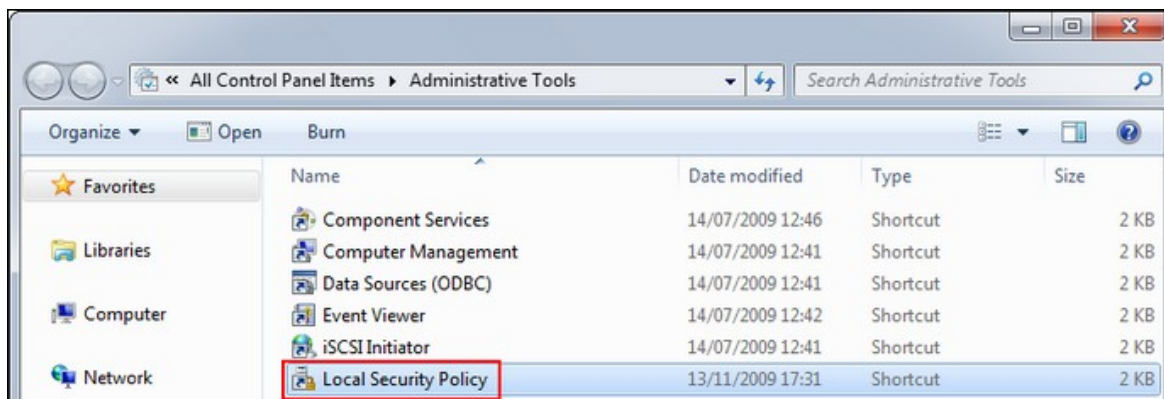 « All Control Panel Items ▸ Administrative Tools Search Administrative Tools
Organize Open Burn
Favorites Name Date modified Type Size
Component Services 14/07/2009 12:46 Shortcut 2 KB
Libraries Computer Management 14/07/2009 12:41 Shortcut 2 KB
Data Sources (ODBC) 14/07/2009 12:41 Shortcut 2 KB
Computer Event Viewer 14/07/2009 12:42 Shortcut 2 KB
iSCSI Initiator 14/07/2009 12:41 Shortcut 2 KB
Network Local Security Policy 13/11/2009 17:31 Shortcut 2 KB